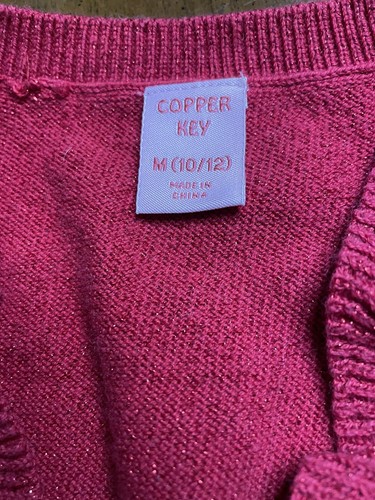 COPPER
KEY
M (10/12)
MADE IN
CHINA